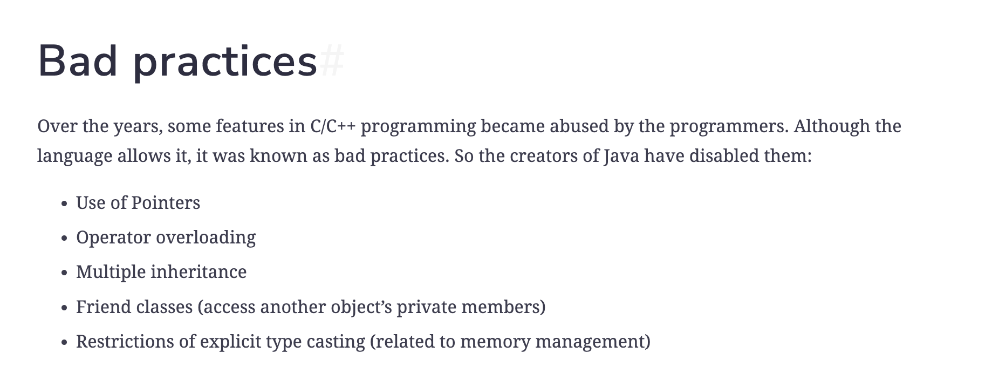 Bad practices#
Over the years, some features in C/C++ programming became abused by the programmers. Although the
language allows it, it was known as bad practices. So the creators of Java have disabled them:
• Use of Pointers
• Operator overloading
• Multiple inheritance
• Friend classes (access another object’s private members)
• Restrictions of explicit type casting (related to memory management)